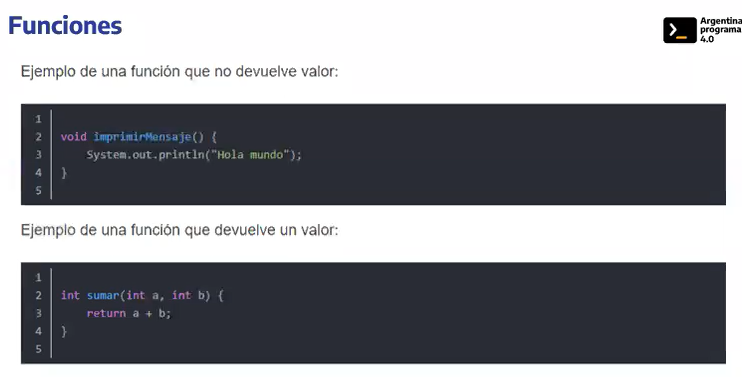 Funciones
Argentina
programa
4.0
Ejemplo de una función que no devuelve valor:
1
2 void imprimirMensaje() {
3 System.out.println("Hola mundo");
4 }
5
Ejemplo de una función que devuelve un valor:
1
2 int sumar(int a, int b) {
3 return a + b;
4 }
5